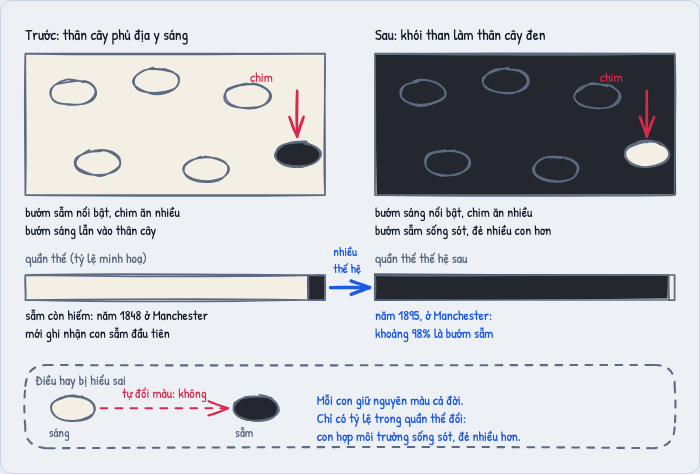 Trước: thân cây phủ địa y sáng
chim
bướm sẫm nổi bật, chim ăn nhiều
bướm sáng lẫn vào thân cây
Sau: khói than làm thân cây đen
chim
bướm sáng nổi bật, chim ăn nhiều
bướm sẫm sống sót, đẻ nhiều con hơn
quần thể (tỷ lệ minh hoạ)
nhiều
thế hệ
quần thể thế hệ sau
sẫm còn hiếm: năm 1848 ở Manchester
mới ghi nhận con sẫm đầu tiên
năm 1895, ở Manchester:
khoảng 98% là bướm sẫm
Điều hay bị hiểu sai
tự đổi màu: không
sáng
sẫm
Mỗi con giữ nguyên màu cả đời.
Chỉ có tỷ lệ trong quần thể đổi:
con hợp môi trường sống sót, đẻ nhiều hơn.